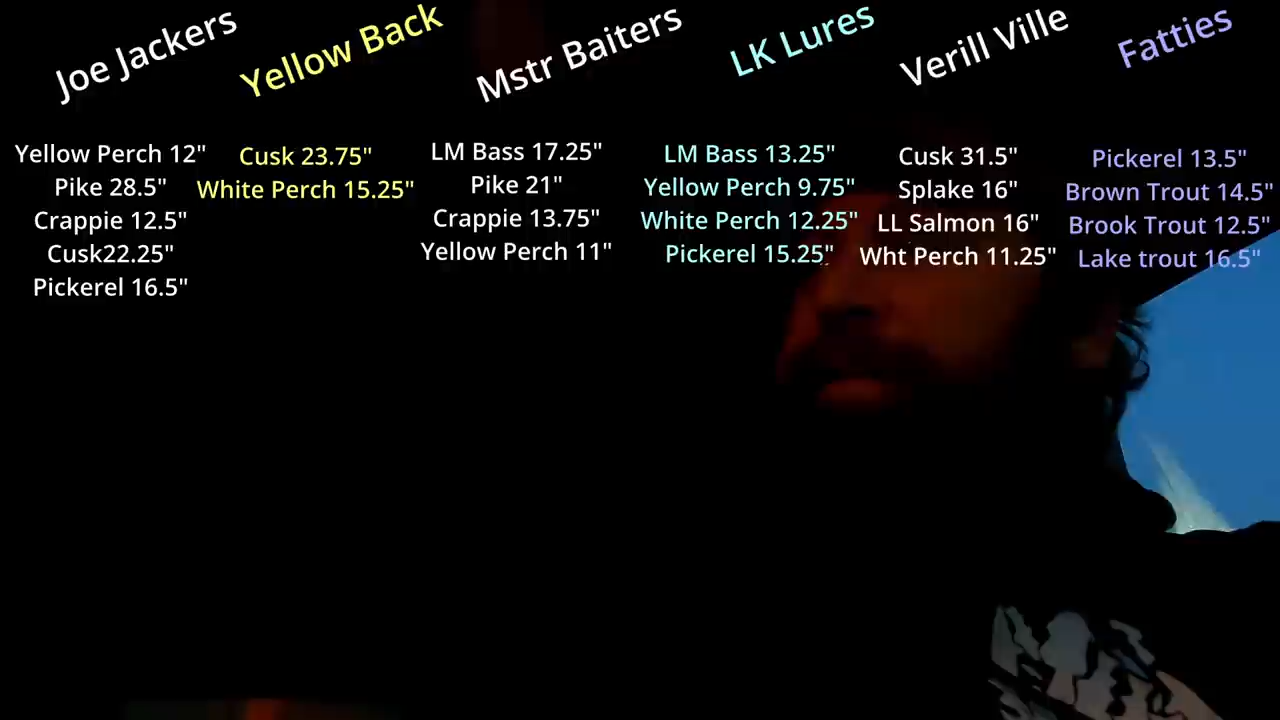 Joe Jackers
Yellow Back
Mstr Baiters
LK Lures
Verill Ville
Fatties
Yellow Perch 12"
Pike 28.5"
Crappie 12.5"
Cusk22.25"
Pickerel 16.5"
Cusk 23.75"
White Perch 15.25"
LM Bass 17.25"
Pike 21"
Crappie 13.75"
Yellow Perch 11"
LM Bass 13.25"
Yellow Perch 9.75"
White Perch 12.25"
Pickerel 15.25"
Cusk 31.5"
Splake 16"
LL Salmon 16"
Wht Perch 11.25"
Pickerel 13.5"
Brown Trout 14.5"
Brook Trout 12.5"
Lake trout 16.5"